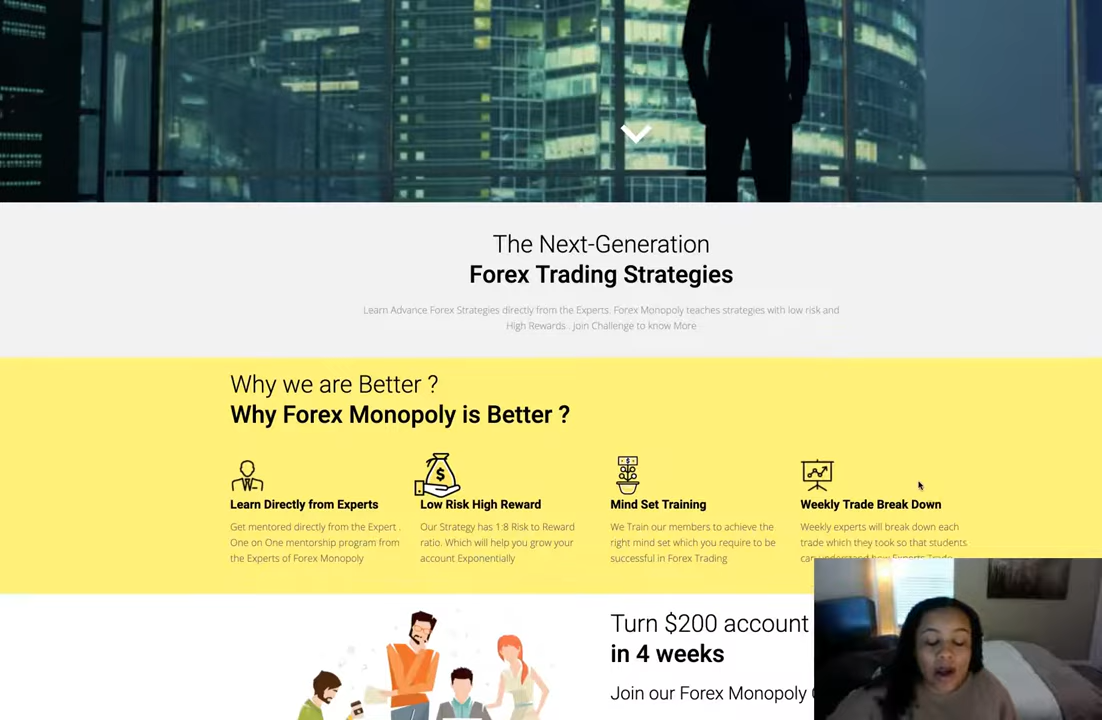 The Next-Generation
Forex Trading Strategies
Learn Advance Forex Strategies directly from the Experts. Forex Monopoly teaches strategies with low risk and
High Rewards . Join Challenge to know More
Why we are Better ?
Why Forex Monopoly is Better ?
Learn Directly from Experts
Get mentored directly from the Expert .
One on One mentorship program from
the Experts of Forex Monopoly
Low Risk High Reward
Our Strategy has 1:8 Risk to Reward
ratio. Which will help you grow your
account Exponentially
Mind Set Training
We Train our members to achieve the
right mind set which you require to be
successful in Forex Trading
Weekly Trade Break Down
Weekly experts will break down each
trade which they took so that students
can understand how Experts Trade
Turn $200 account
in 4 weeks
Join our Forex Monopoly